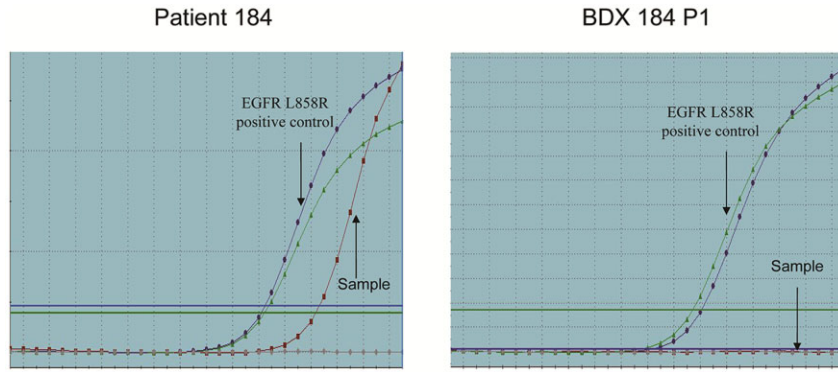 Patient 184
BDX 184 P1
EGFR L858R
positive control
Sample
EGFR L858R
positive control
Sample